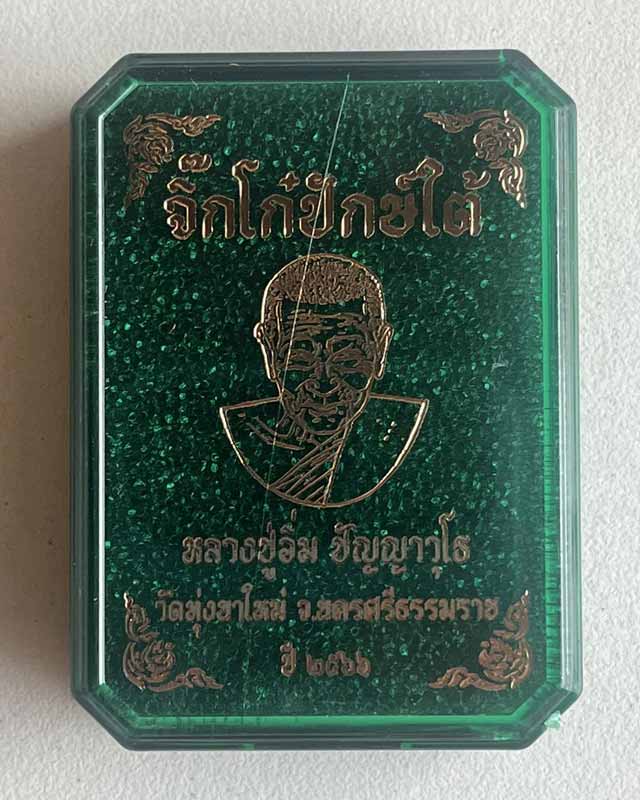 จิ๊กโก๋ปักษ์ใต้
หลวงปู่อิ่ม ปัญญาวุโธ
วัดทุ่งนาใหม่ จ.นครศรีธรรมราช
ปี ๒๕๖๖